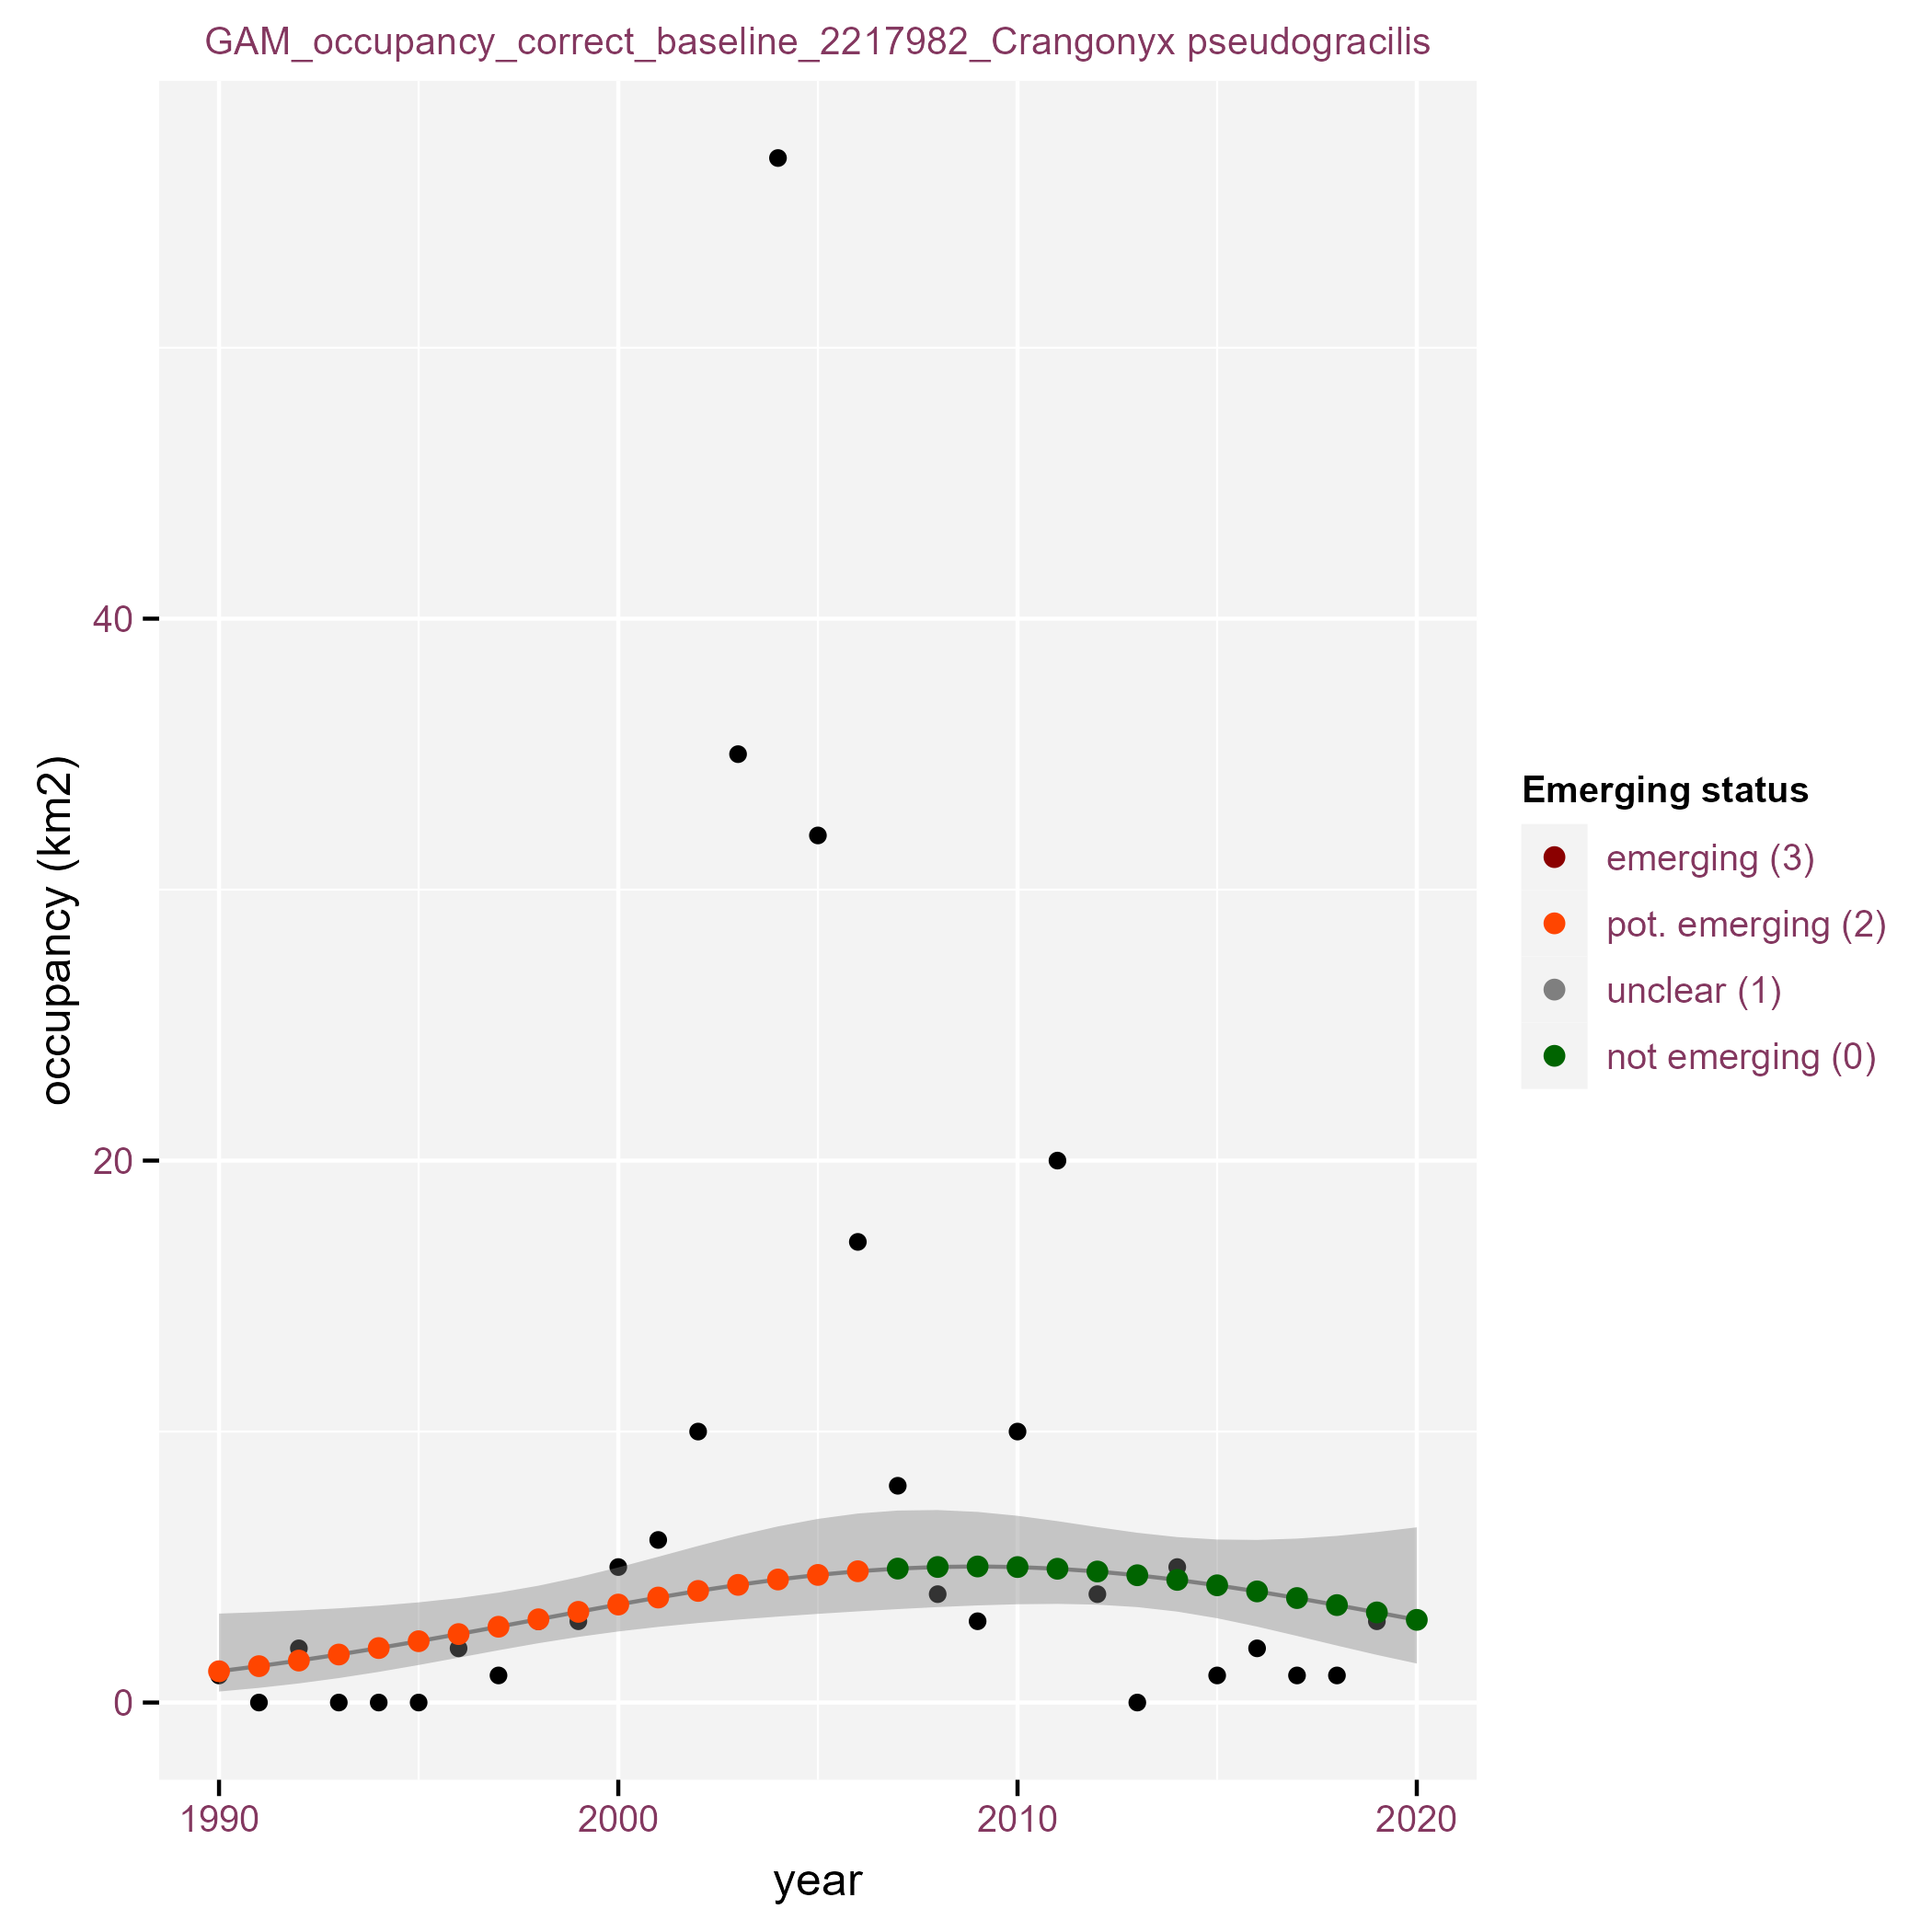 GAM_occupancy_correct_baseline_2217982_Crangonyx pseudogracilis
occupancy (km2)
40
20
0
1990 2000 2010 2020
year
Emerging status
emerging (3)
pot. emerging (2)
unclear (1)
not emerging (0)